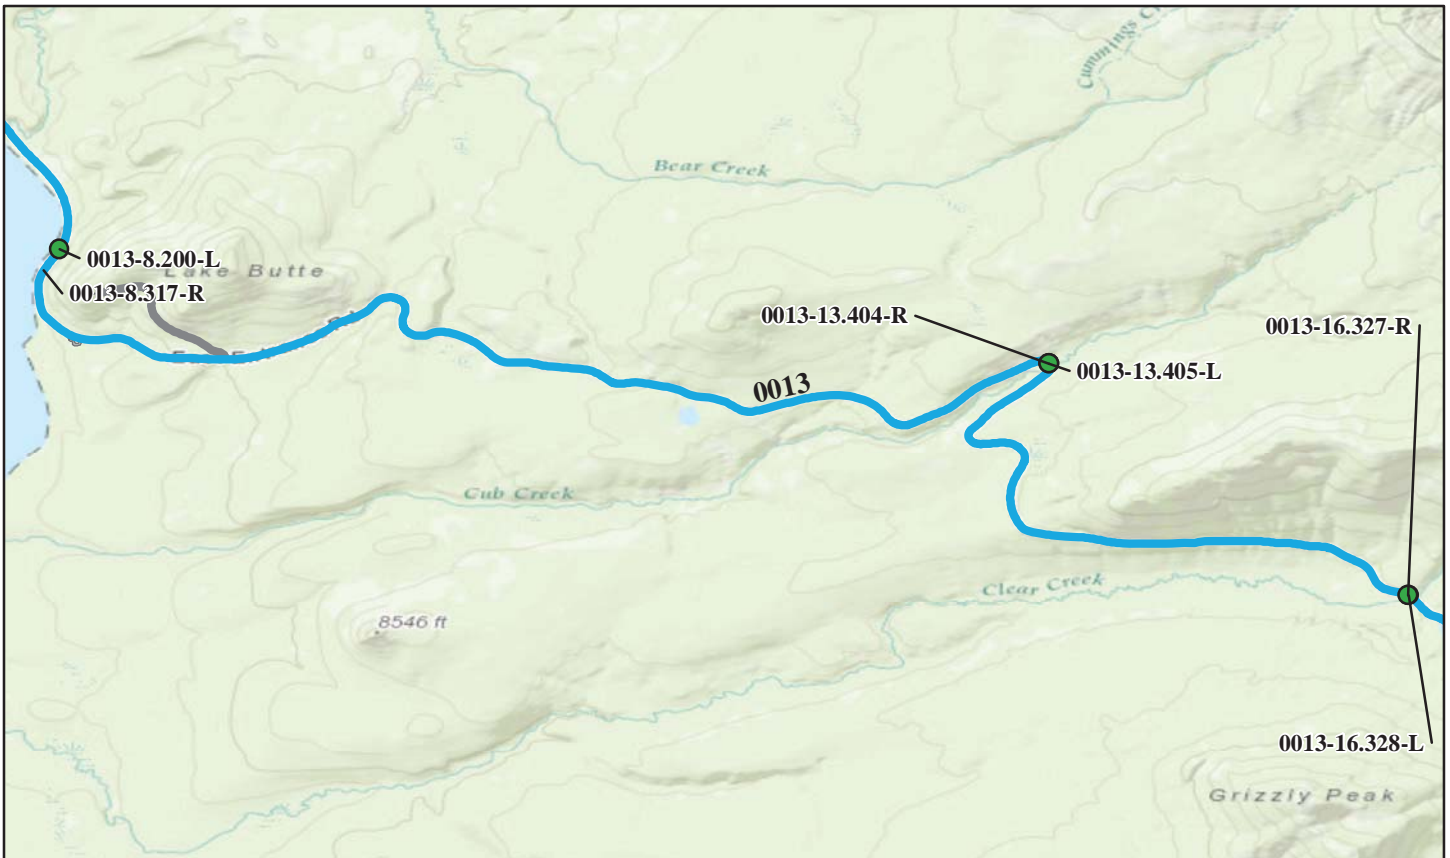 Cummings C
Bear Creek
0013-8.200-L
Lake Butte
0013-8.317-R
0013-13.404-R
0013-16.327-R
0013-13.405-L
0013
Cub Creek
Clear Creek
8546 ft
0013-16.328-L
Grizzly Peak